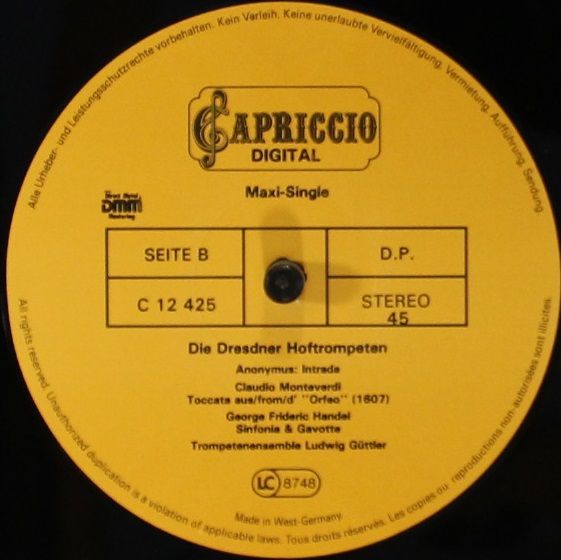 Alle Urheber- und Leistungsschutzrechte vorbehalten. Kein Verleih. Keine unerlaubte Vervielfältigung, Vermietung, Aufführung, Sendung.
CAPRICCIO
DIGITAL
Maxi-Single
Direct Metal
DMM
Mastering
SEITE B
D.P.
C 12 425
STEREO
45
Die Dresdner Hoftrompeten
Anonymus: Intrada
Claudio Monteverdi
Toccata aus/from/d' "Orfeo" (1607)
George Frideric Handel
Sinfonia & Gavotte
Trompetenensemble Ludwig Güttler
LC 8748
Made in West-Germany
All rights reserved. Unauthorized duplication is a violation of applicable laws. Tous droits réservés. Les copies ou reproductions non-autorisées sont illicites.